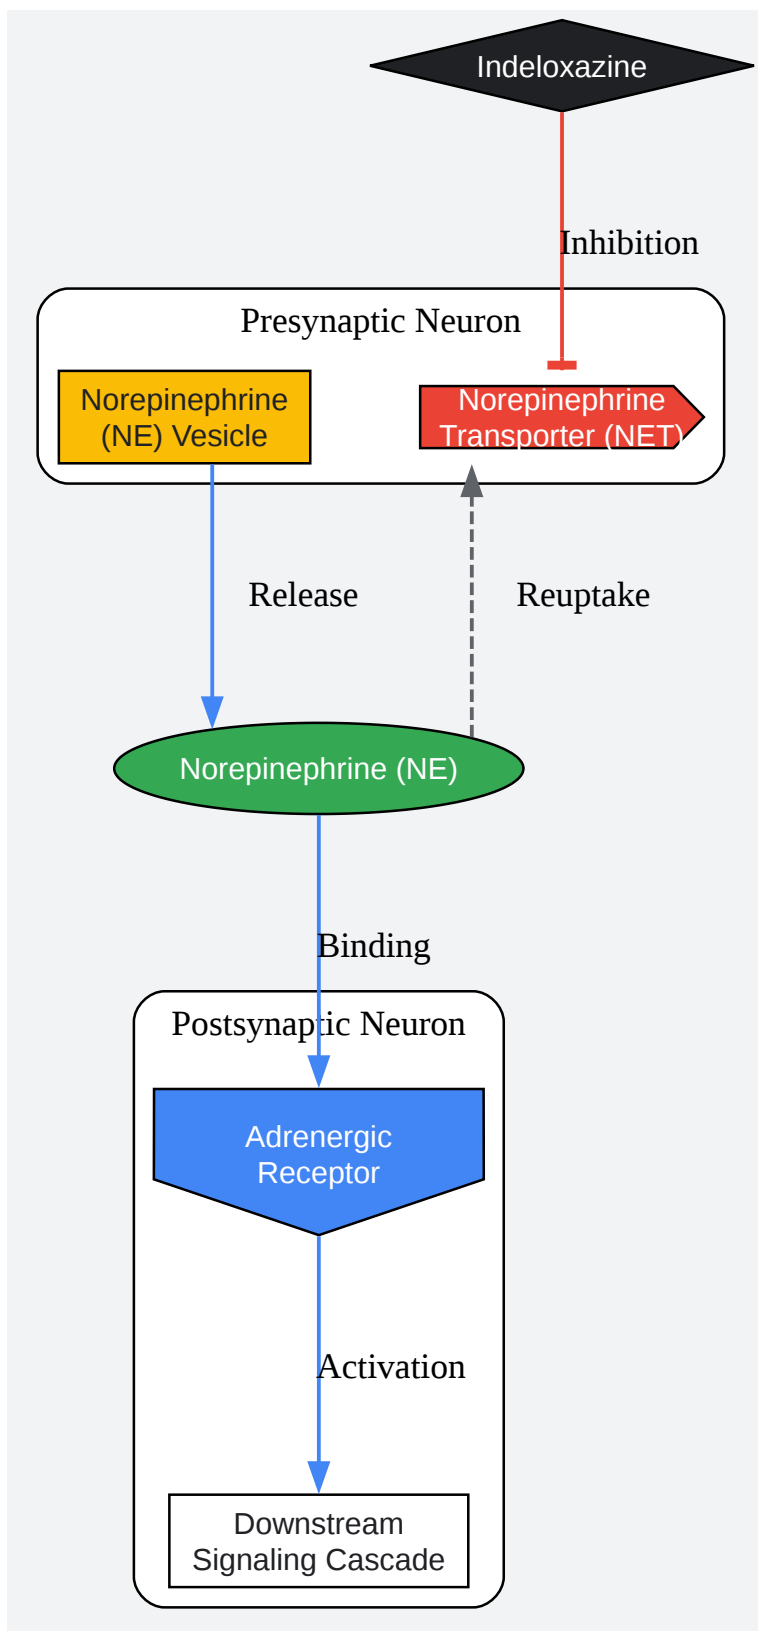 Indeloxazine
Inhibition
Presynaptic Neuron
Norepinephrine
(NE) Vesicle
Norepinephrine
Transporter (NET)
Release
Reuptake
Norepinephrine (NE)
Binding
Postsynaptic Neuron
Adrenergic
Receptor
Activation
Downstream
Signaling Cascade